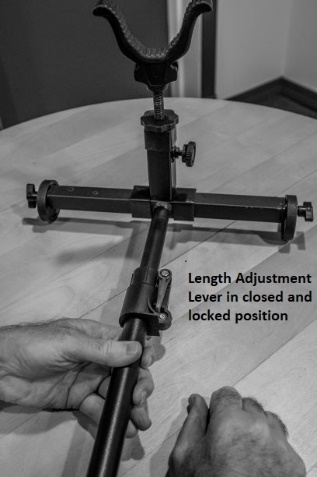 Length Adjustment
Lever in closed and
locked position